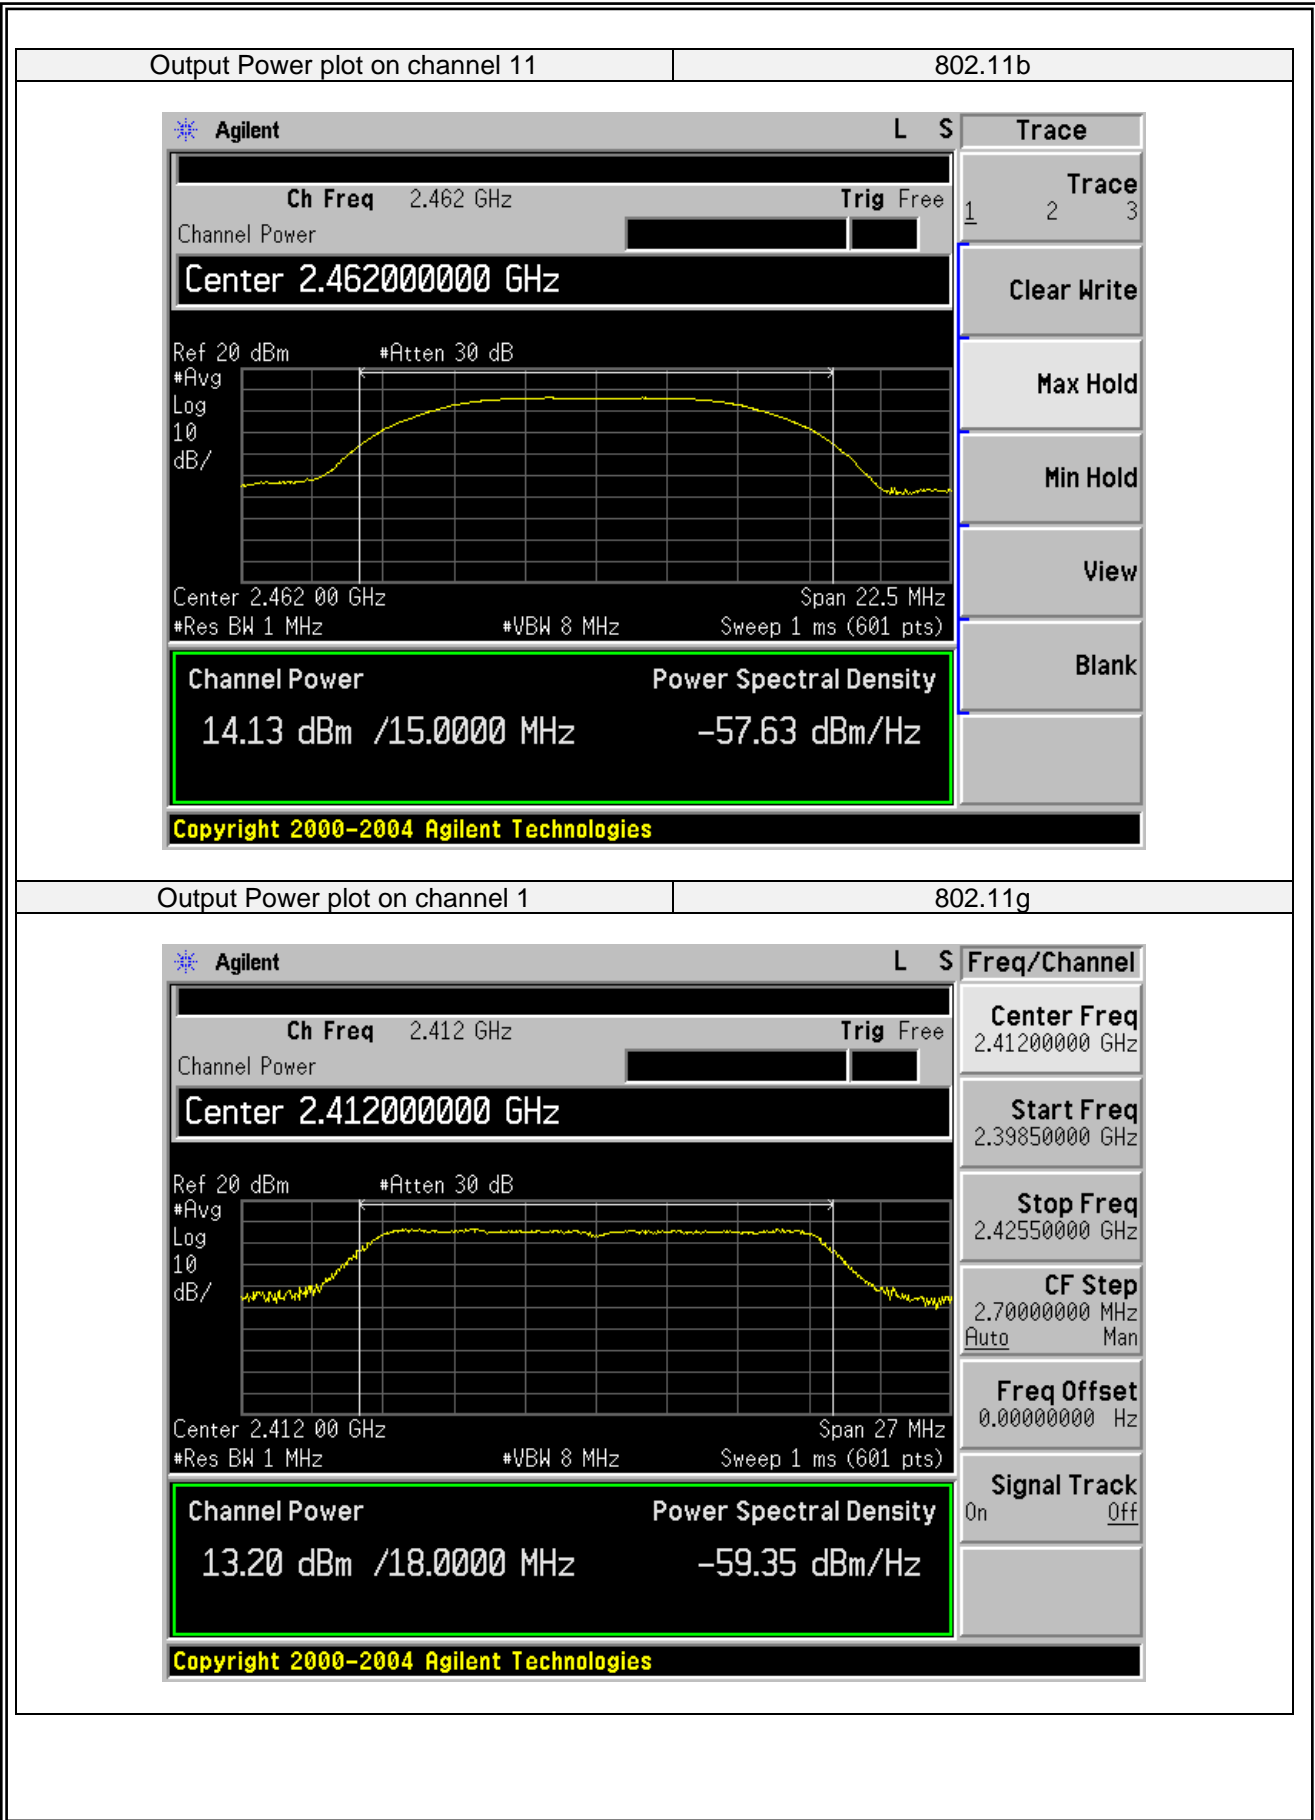 Output Power plot on channel 11 802.11b
Agilent L S Trace
Ch Freq 2.462 GHz Trig Free
Channel Power
Center 2.462000000 GHz
Ref 20 dBm #Atten 30 dB
#Avg
Log
10
dB/
Center 2.462 00 GHz Span 22.5 MHz
#Res BW 1 MHz #VBW 8 MHz Sweep 1 ms (601 pts)
Channel Power Power Spectral Density
14.13 dBm /15.0000 MHz -57.63 dBm/Hz
Copyright 2000-2004 Agilent Technologies
Trace
1 2 3
Clear Write
Max Hold
Min Hold
View
Blank
Output Power plot on channel 1 802.11g
Agilent L S Freq/Channel
Ch Freq 2.412 GHz Trig Free
Channel Power
Center 2.412000000 GHz
Ref 20 dBm #Atten 30 dB
#Avg
Log
10
dB/
Center 2.412 00 GHz Span 27 MHz
#Res BW 1 MHz #VBW 8 MHz Sweep 1 ms (601 pts)
Channel Power Power Spectral Density
13.20 dBm /18.0000 MHz -59.35 dBm/Hz
Copyright 2000-2004 Agilent Technologies
Center Freq
2.41200000 GHz
Start Freq
2.39850000 GHz
Stop Freq
2.42550000 GHz
CF Step
2.70000000 MHz
Auto Man
Freq Offset
0.00000000 Hz
Signal Track
On Off